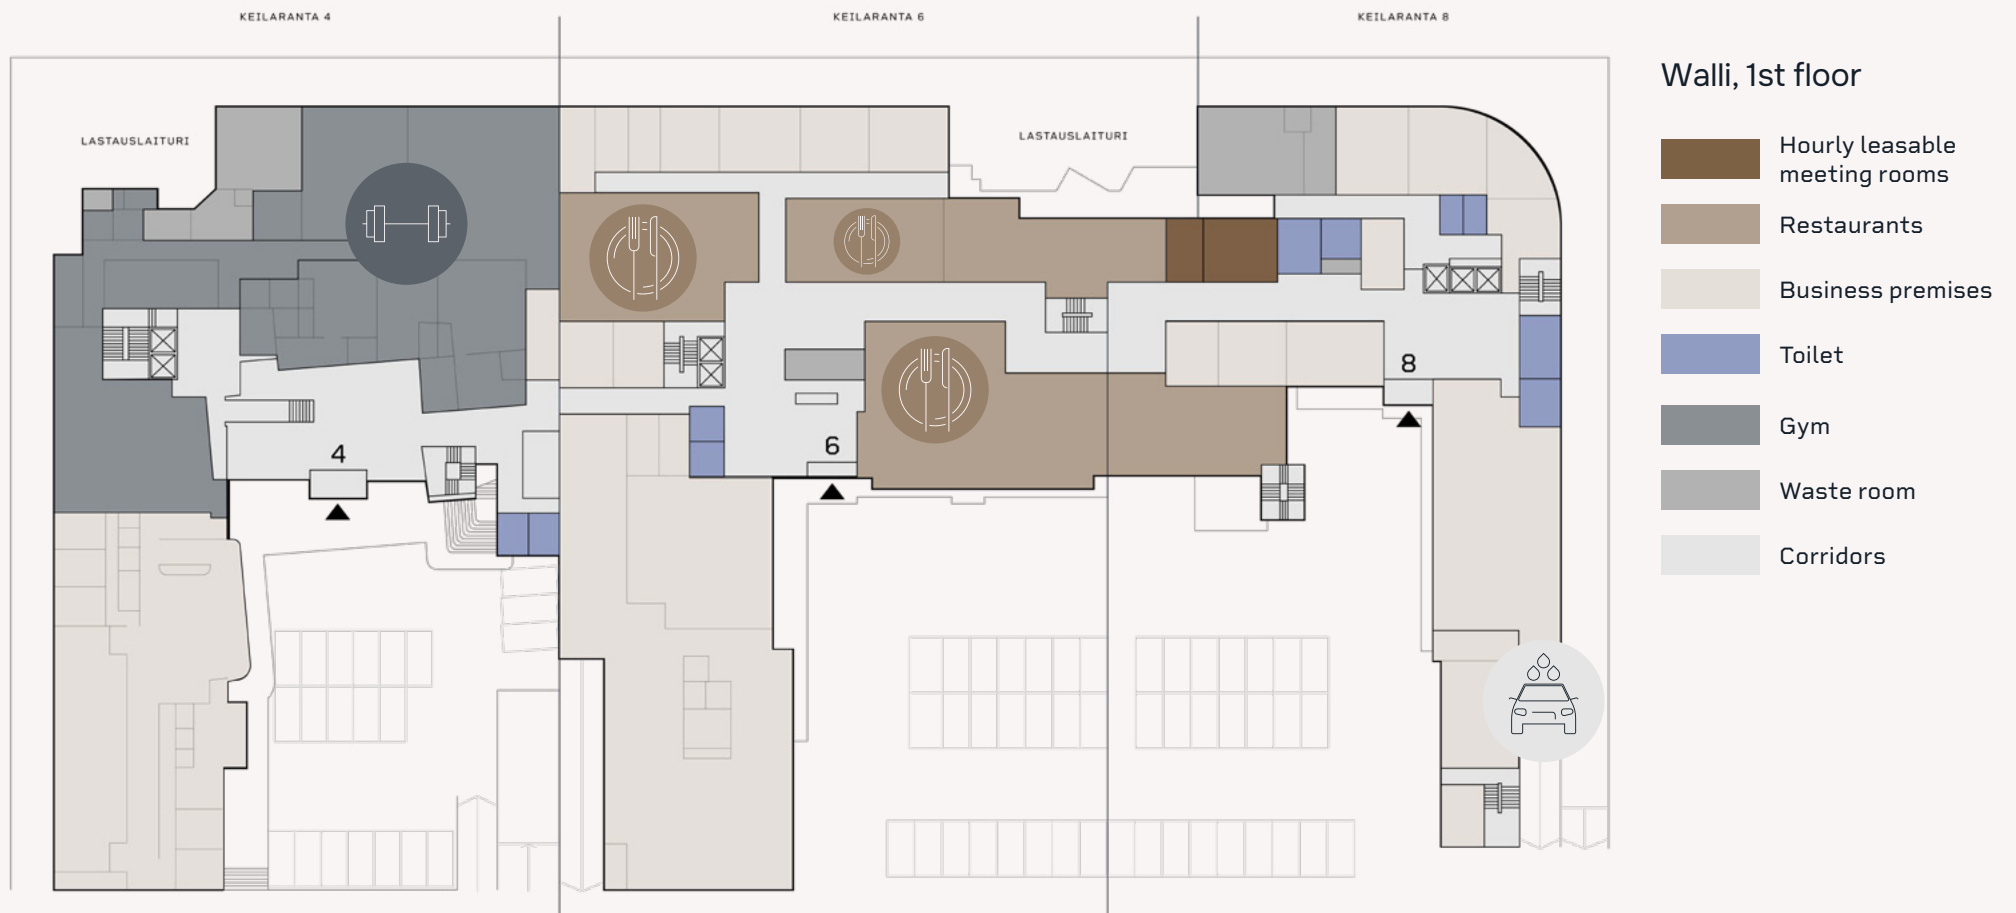 KEILARANTA 4
KEILARANTA 6
KEILARANTA 8
LASTAUSLAITURI
LASTAUSLAITURI
4
6
8
Walli, 1st floor
Hourly leasable
meeting rooms
Restaurants
Business premises
Toilet
Gym
Waste room
Corridors